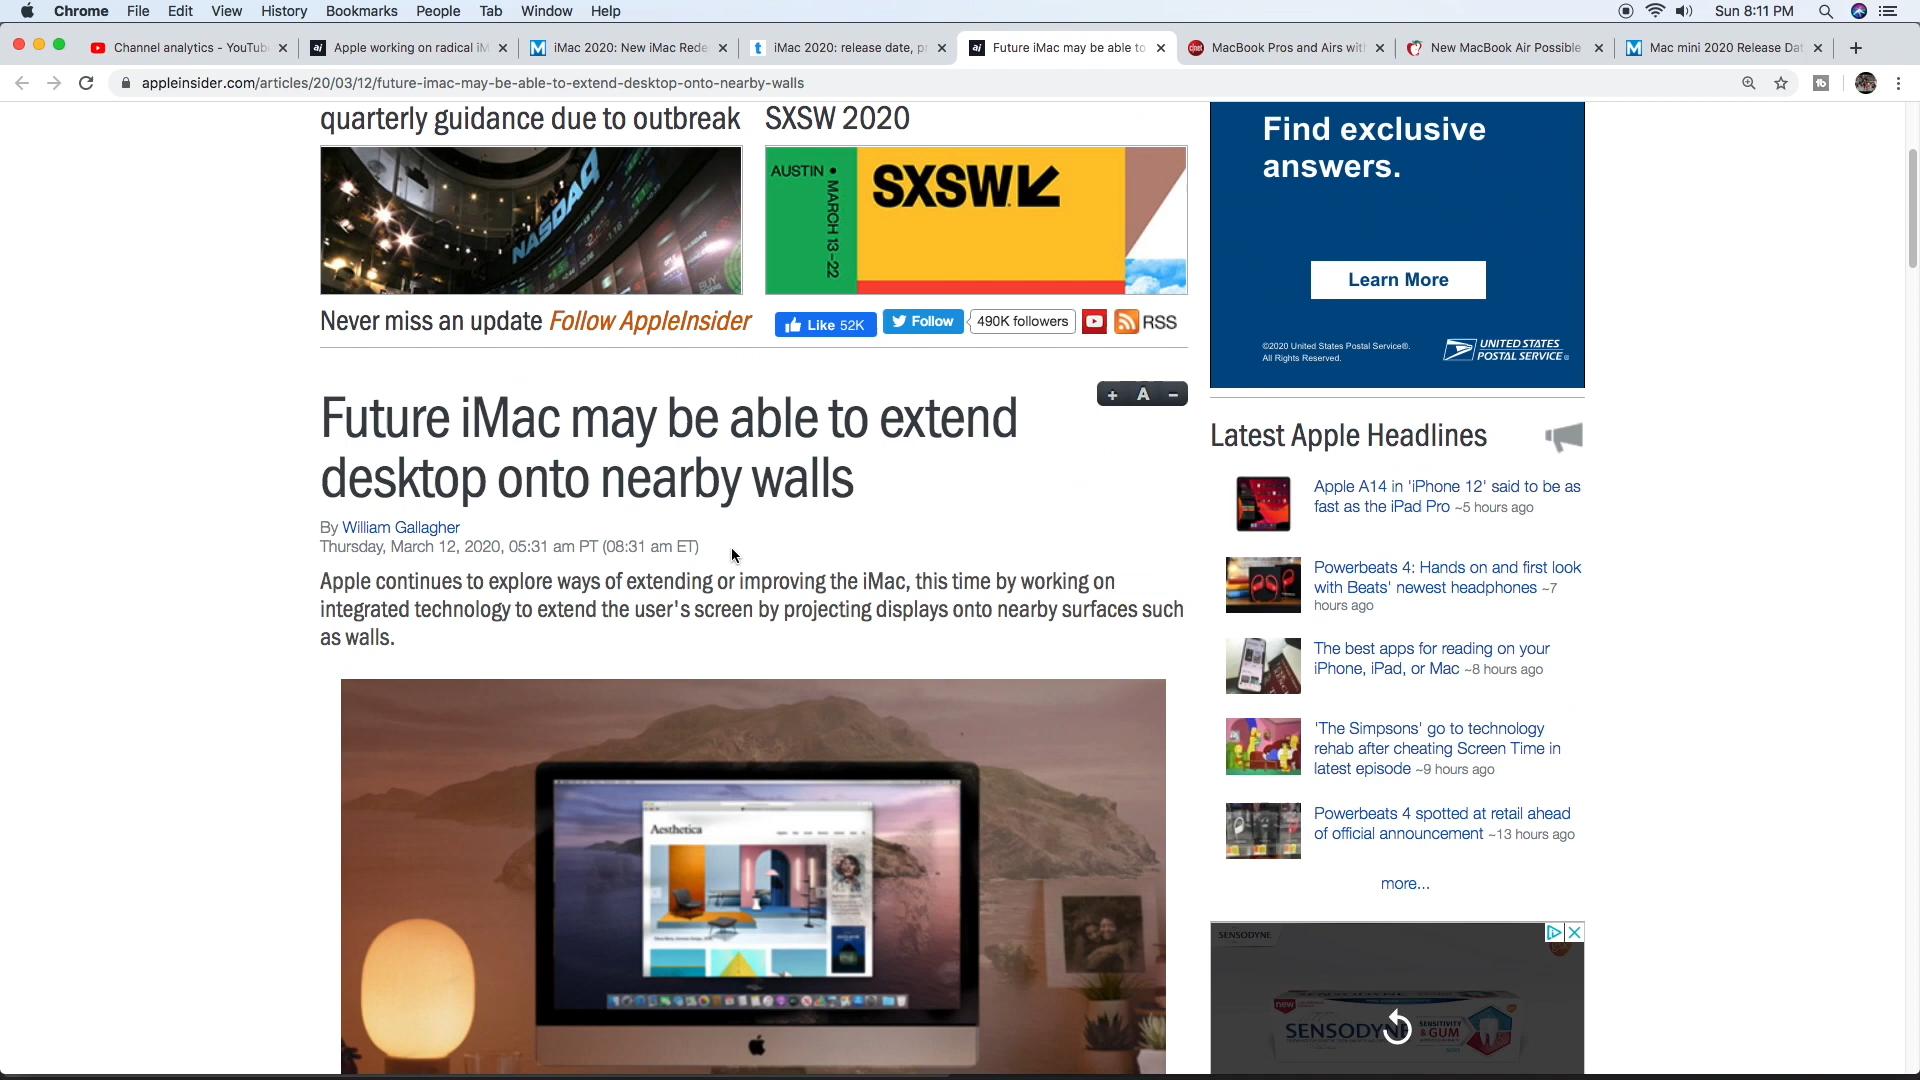 Chrome File Edit View History Bookmarks People Tab Window Help Sun 8:11 PM
Channel analytics - YouTub
Apple working on radical iM
iMac 2020: New iMac Rede
iMac 2020: release date, p
Future iMac may be able to
MacBook Pros and Airs with
New MacBook Air Possible
Mac mini 2020 Release Da
appleinsider.com/articles/20/03/12/future-imac-may-be-able-to-extend-desktop-onto-nearby-walls
quarterly guidance due to outbreak
SXSW 2020
NASDAQ
BUY
AUSTIN • MARCH 13-22
SXSW
Never miss an update Follow AppleInsider
Like 52K
Follow
490K followers
RSS
Future iMac may be able to extend
desktop onto nearby walls
+ A −
By William Gallagher
Thursday, March 12, 2020, 05:31 am PT (08:31 am ET)
Apple continues to explore ways of extending or improving the iMac, this time by working on
integrated technology to extend the user's screen by projecting displays onto nearby surfaces such
as walls.
Aesthetica
Find exclusive
answers.
Learn More
©2020 United States Postal Service®.
All Rights Reserved.
UNITED STATES
POSTAL SERVICE®
Latest Apple Headlines
Apple A14 in 'iPhone 12' said to be as
fast as the iPad Pro ~5 hours ago
Powerbeats 4: Hands on and first look
with Beats' newest headphones ~7
hours ago
The best apps for reading on your
iPhone, iPad, or Mac ~8 hours ago
'The Simpsons' go to technology
rehab after cheating Screen Time in
latest episode ~9 hours ago
Powerbeats 4 spotted at retail ahead
of official announcement ~13 hours ago
more...
SENSODYNE
new
SENSODYNE
SENSITIVITY
& GUM